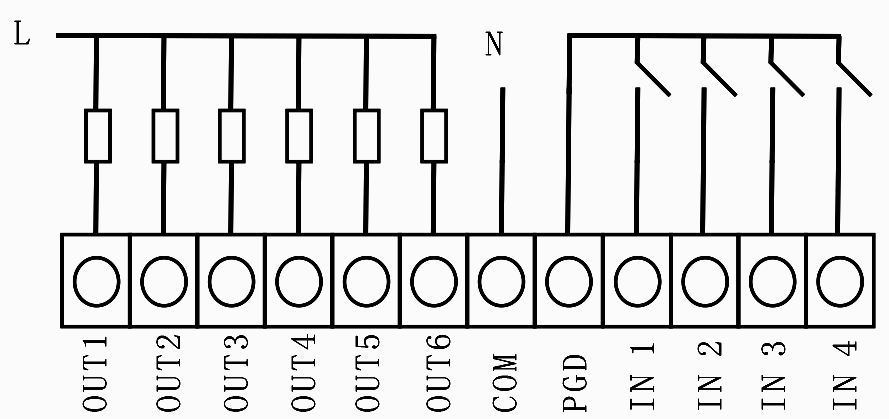 L
N
OUT1
OUT2
OUT3
OUT4
OUT5
OUT6
COM
PGD
IN 1
IN 2
IN 3
IN 4